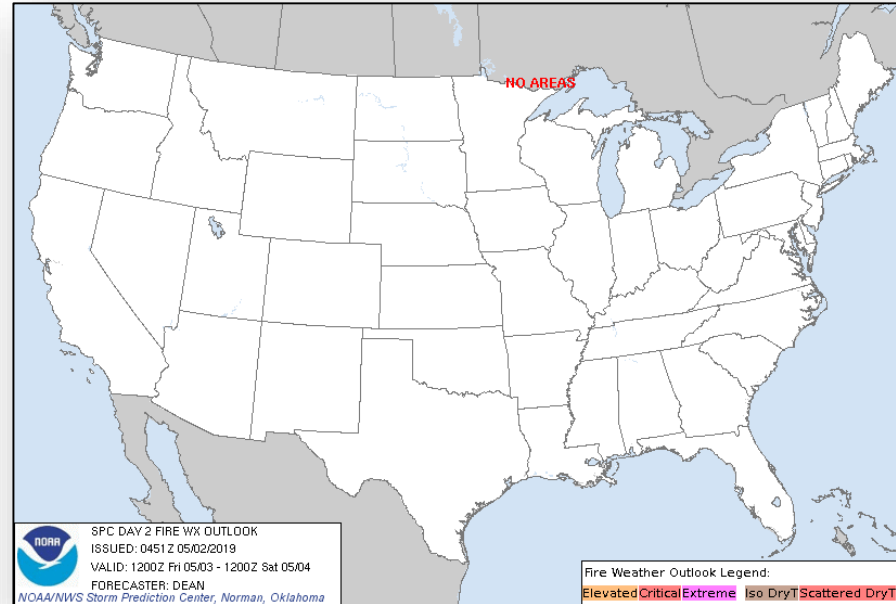 NO AREAS
NOAA
SPC DAY 2 FIRE WX OUTLOOK
ISSUED: 0451Z 05/02/2019
VALID: 1200Z Fri 05/03 - 1200Z Sat 05/04
FORECASTER: DEAN
NOAA/NWS Storm Prediction Center, Norman, Oklahoma
Fire Weather Outlook Legend:
Elevated Critical Extreme Iso DryT Scattered DryT